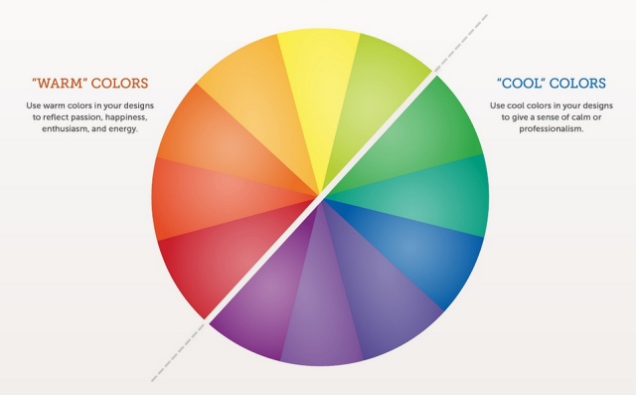 "WARM" COLORS
Use warm colors in your designs
to reflect passion, happiness,
enthusiasm, and energy.
"COOL" COLORS
Use cool colors in your designs
to give a sense of calm or
professionalism.